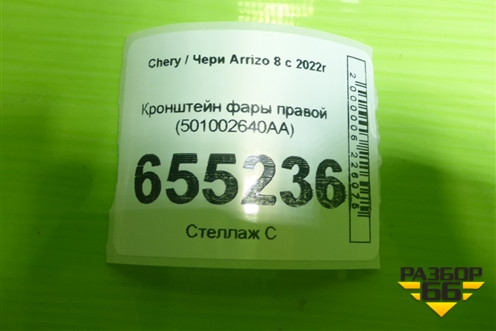 Chery / Чери Arrizo 8 с 2022г
Кронштейн фары правой
(501002640AA)
655236
Стеллаж С
РАЗБОР
66